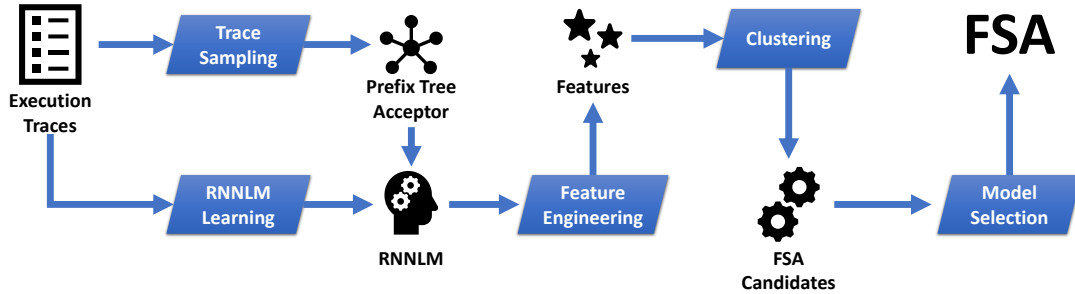 Trace
Sampling
Clustering
FSA
Execution
Traces
Prefix Tree
Acceptor
Features
RNNLM
Learning
Feature
Engineering
Model
Selection
RNNLM
FSA
Candidates